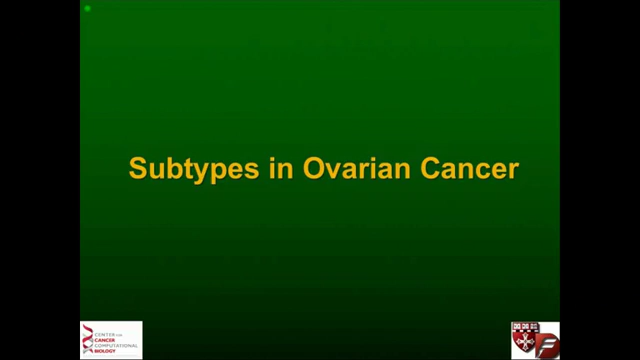 Subtypes in Ovarian Cancer
CENTER FOR
CANCER
COMPUTATIONAL
BIOLOGY